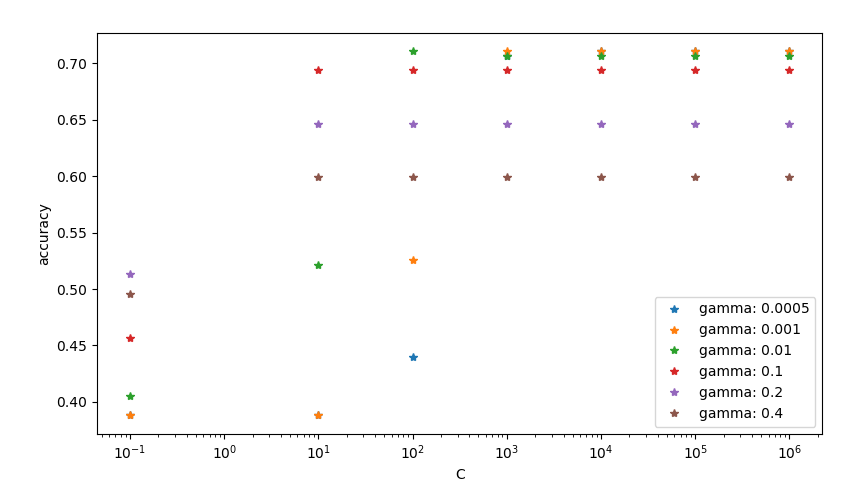 0.70
0.65
0.60
0.55
0.50
0.45
0.40
accuracy
10⁻¹ 10⁰ 10¹ 10² 10³ 10⁴ 10⁵ 10⁶
C
gamma: 0.0005
gamma: 0.001
gamma: 0.01
gamma: 0.1
gamma: 0.2
gamma: 0.4